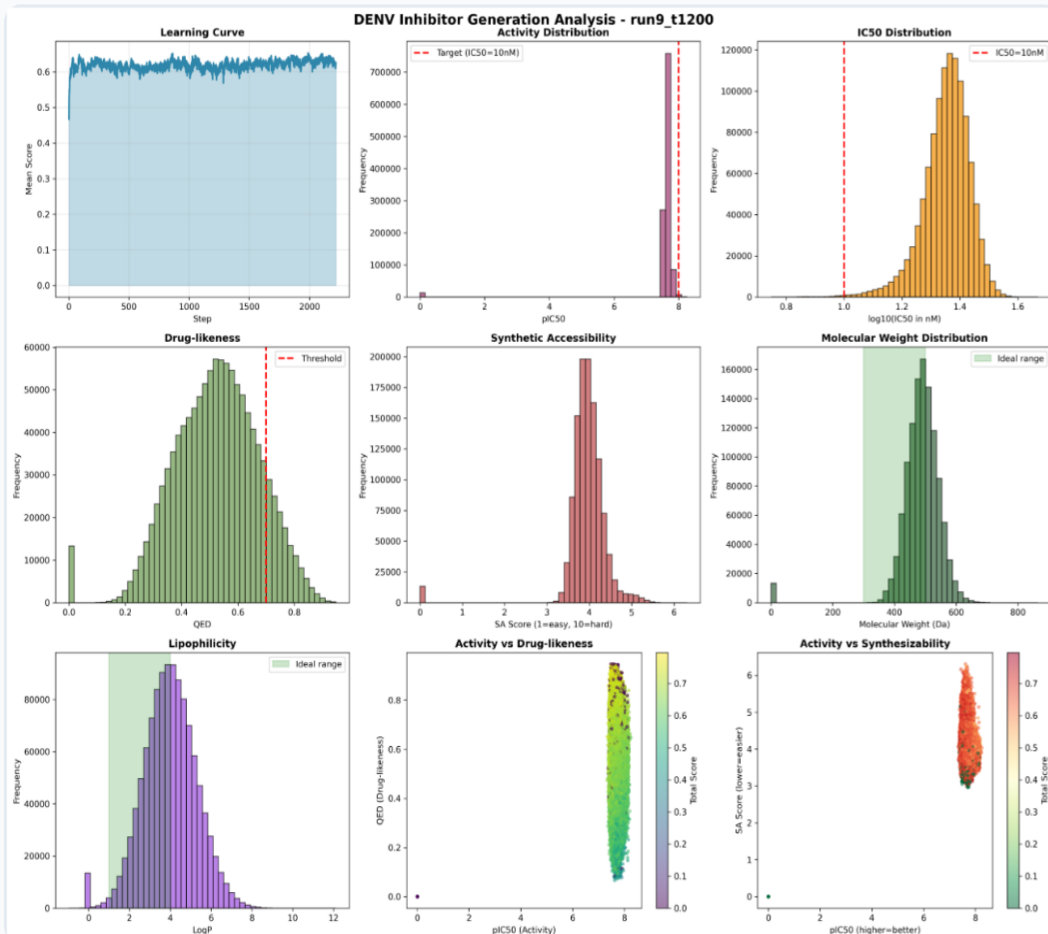 DENV Inhibitor Generation Analysis - run9_t1200
Learning Curve
Mean Score
0.6
0.5
0.4
0.3
0.2
0.1
0.0
0 500 1000 1500 2000
Step
Activity Distribution
Target (IC50=10nM)
Frequency
700000
600000
500000
400000
300000
200000
100000
0
0 2 4 6 8
pIC50
IC50 Distribution
IC50=10nM
Frequency
120000
100000
80000
60000
40000
20000
0
0.8 1.0 1.2 1.4 1.6
log10(IC50 in nM)
Drug-likeness
Threshold
Frequency
60000
50000
40000
30000
20000
10000
0
0.0 0.2 0.4 0.6 0.8
QED
Synthetic Accessibility
Frequency
200000
175000
150000
125000
100000
75000
50000
25000
0
0 1 2 3 4 5 6
SA Score (1=easy, 10=hard)
Molecular Weight Distribution
Ideal range
Frequency
160000
140000
120000
100000
80000
60000
40000
20000
0
0 200 400 600 800
Molecular Weight (Da)
Lipophilicity
Ideal range
Frequency
80000
60000
40000
20000
0
0 2 4 6 8 10 12
LogP
Activity vs Drug-likeness
QED (Drug-likeness)
0.8
0.6
0.4
0.2
0.0
0 2 4 6 8
pIC50 (Activity)
0.7
0.6
0.5
0.4
0.3
0.2
0.1
0.0
Total Score
Activity vs Synthesizability
SA Score (lower=easier)
6
5
4
3
2
1
0
0 2 4 6 8
pIC50 (higher=better)
0.7
0.6
0.5
0.4
0.3
0.2
0.1
0.0
Total Score